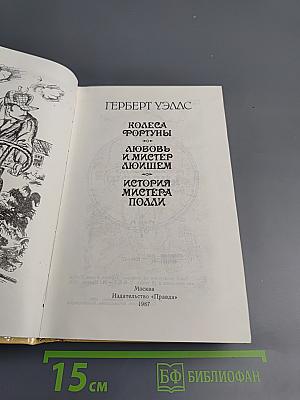 ГЕРБЕРТ УЭЛЛС
КОЛЕСА
ФОРТУНЫ
ЛЮБОВЬ
И МИСТЕР
ЛЮИШЕМ
ИСТОРИЯ
МИСТЕРА
ПОЛЛИ
Москва
Издательство «Правда»
1987
15 см
БФ БИБЛИОФАН